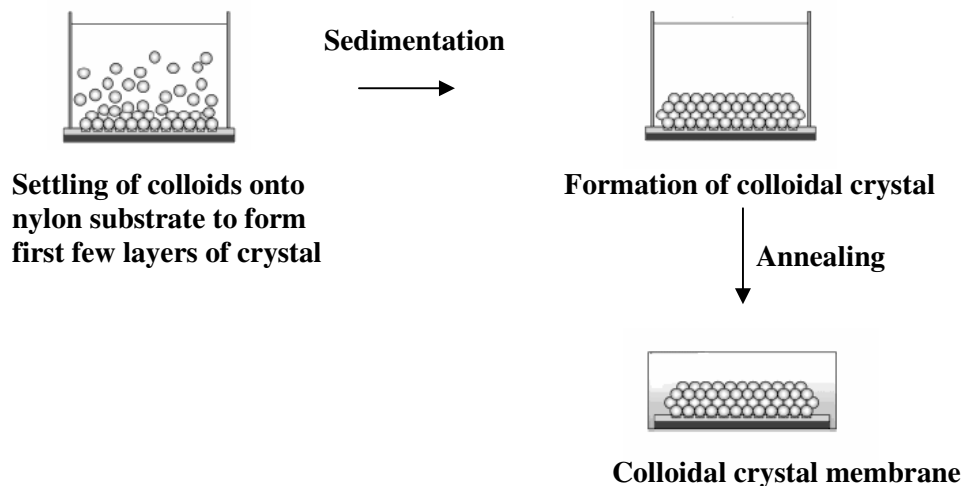 Sedimentation
Settling of colloids onto
nylon substrate to form
first few layers of crystal
Formation of colloidal crystal
Annealing
Colloidal crystal membrane